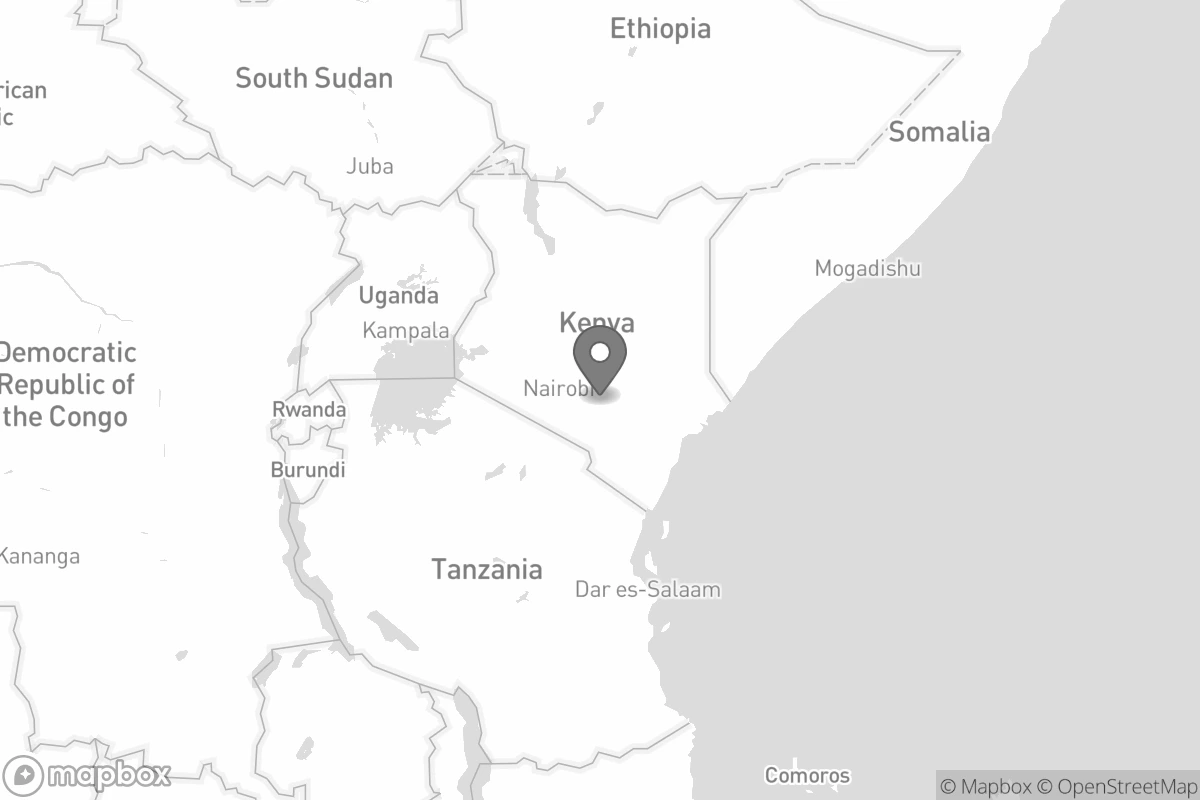 Ethiopia
South Sudan
rican
ic
Somalia
Juba
Mogadishu
Uganda
Kenya
Kampala
Democratic
Republic of
the Congo
Nairobi
Rwanda
Burundi
Kananga
Tanzania
Dar es-Salaam
Comoros
mapbox
© Mapbox © OpenStreetMap